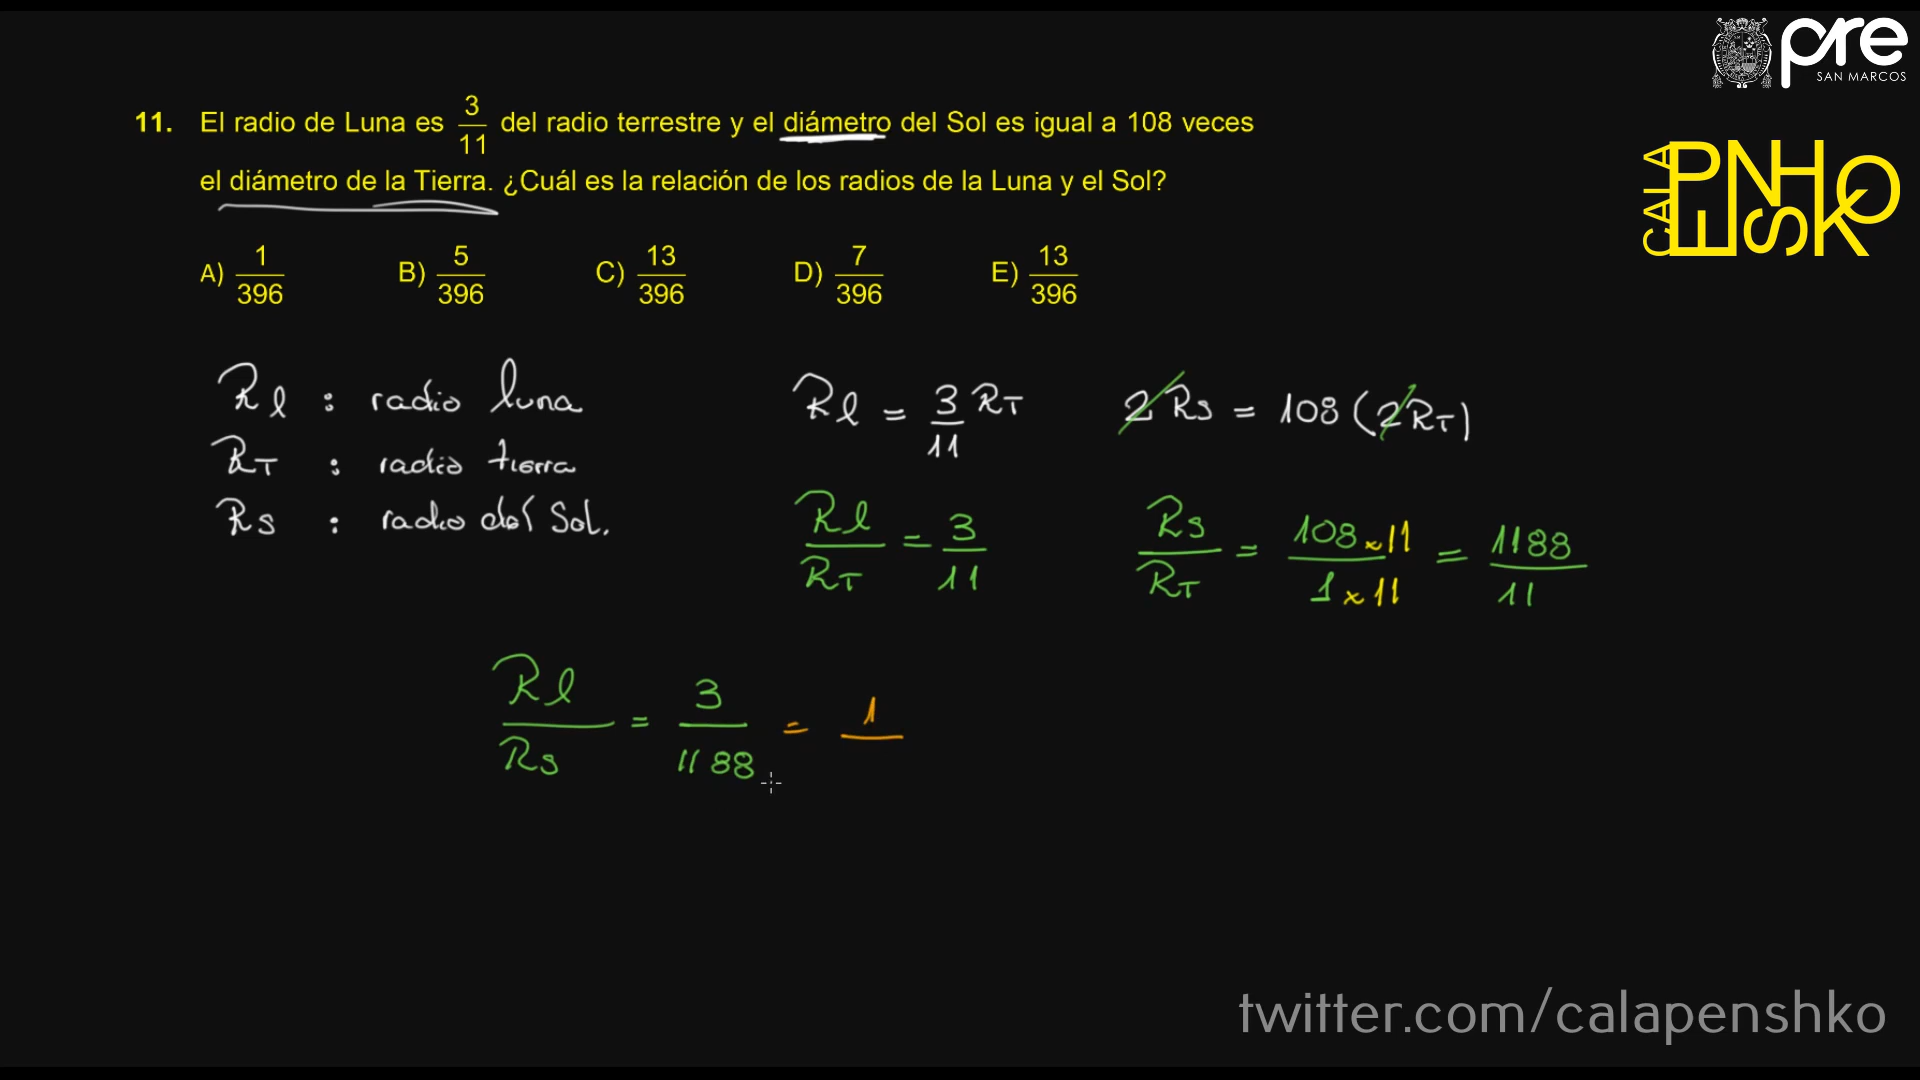 pre
SAN MARCOS
CALA
PENSHKO
11. El radio de Luna es 3/11 del radio terrestre y el diámetro del Sol es igual a 108 veces
el diámetro de la Tierra. ¿Cuál es la relación de los radios de la Luna y el Sol?
A) 1/396 B) 5/396 C) 13/396 D) 7/396 E) 13/396
Rl : radio luna
RT : radio tierra
Rs : radio del Sol.
Rl = 3/11 RT
2Rs = 108 (2RT)
Rl/RT = 3/11
Rs/RT = 108 x 11 / 1 x 11 = 1188/11
Rl/Rs = 3/1188 = 1/
twitter.com/calapenshko